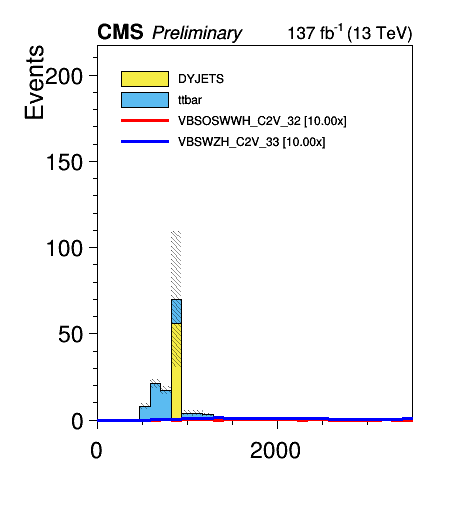 CMS Preliminary 137 fb-1 (13 TeV)
Events
200
150
100
50
0
DYJETS
ttbar
VBSOSWWH_C2V_32 [10.00x]
VBSWZH_C2V_33 [10.00x]
0 2000